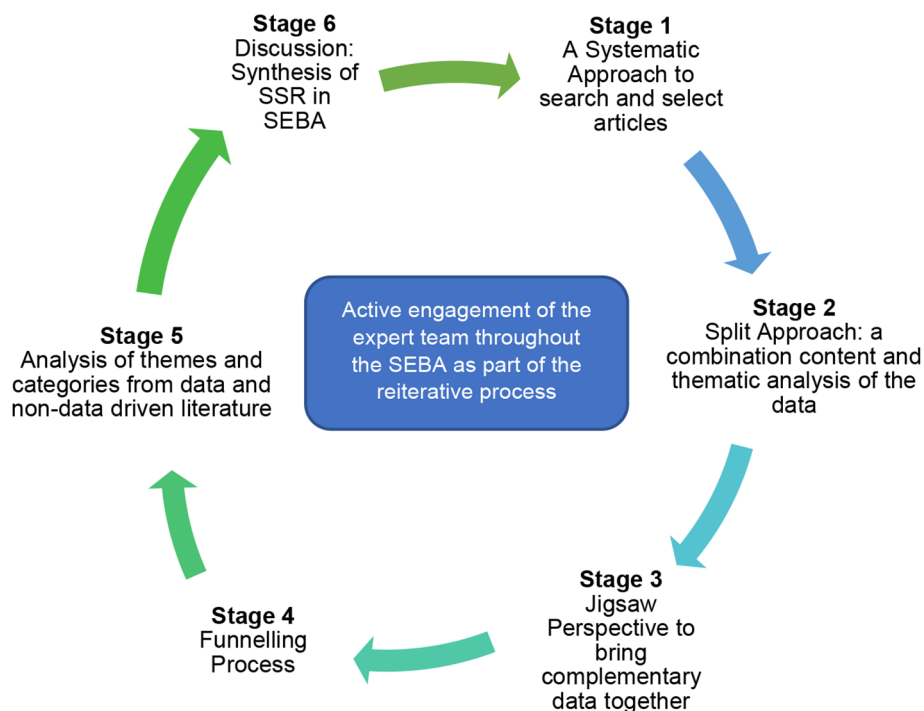 Stage 1
A Systematic
Approach to
search and select
articles
Stage 2
Split Approach: a
combination content and
thematic analysis of the
data
Stage 3
Jigsaw
Perspective to
bring
complementary
data together
Stage 4
Funnelling
Process
Stage 5
Analysis of themes and
categories from data and
non-data driven literature
Stage 6
Discussion:
Synthesis of
SSR in
SEBA
Active engagement of the
expert team throughout
the SEBA as part of the
reiterative process